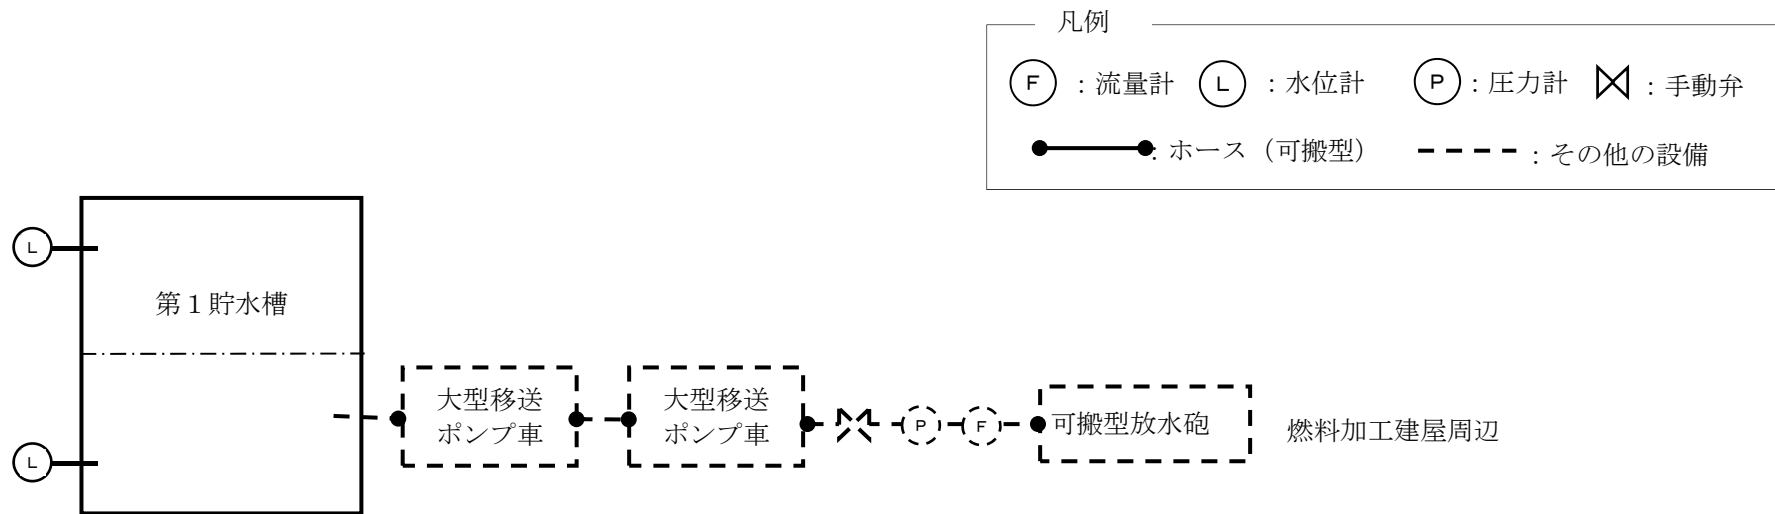 凡例
F ：流量計 L ：水位計 P ：圧力計 ：手動弁
：ホース（可搬型） ：その他の設備
L
第１貯水槽
L
大型移送
ポンプ車
大型移送
ポンプ車
P
F
可搬型放水砲
燃料加工建屋周辺